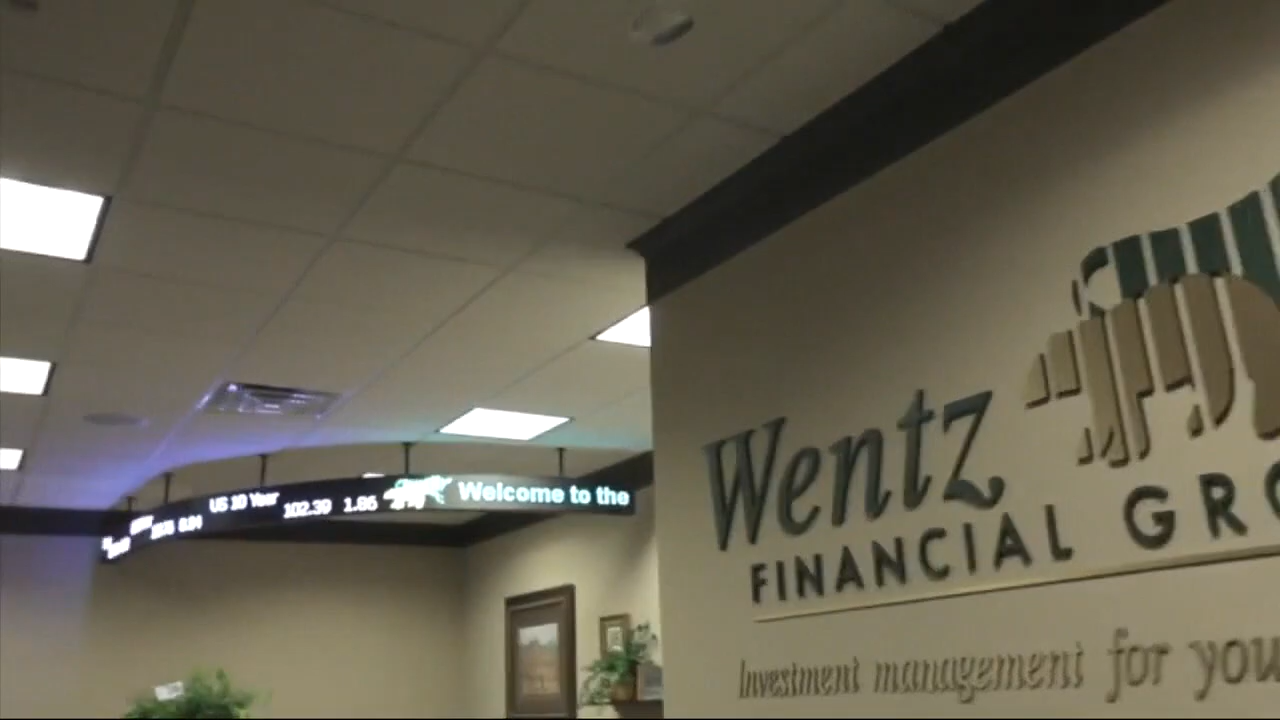 US 10 Year 102.39 1.86 Welcome to the
Wentz
FINANCIAL GRO
Investment management for you